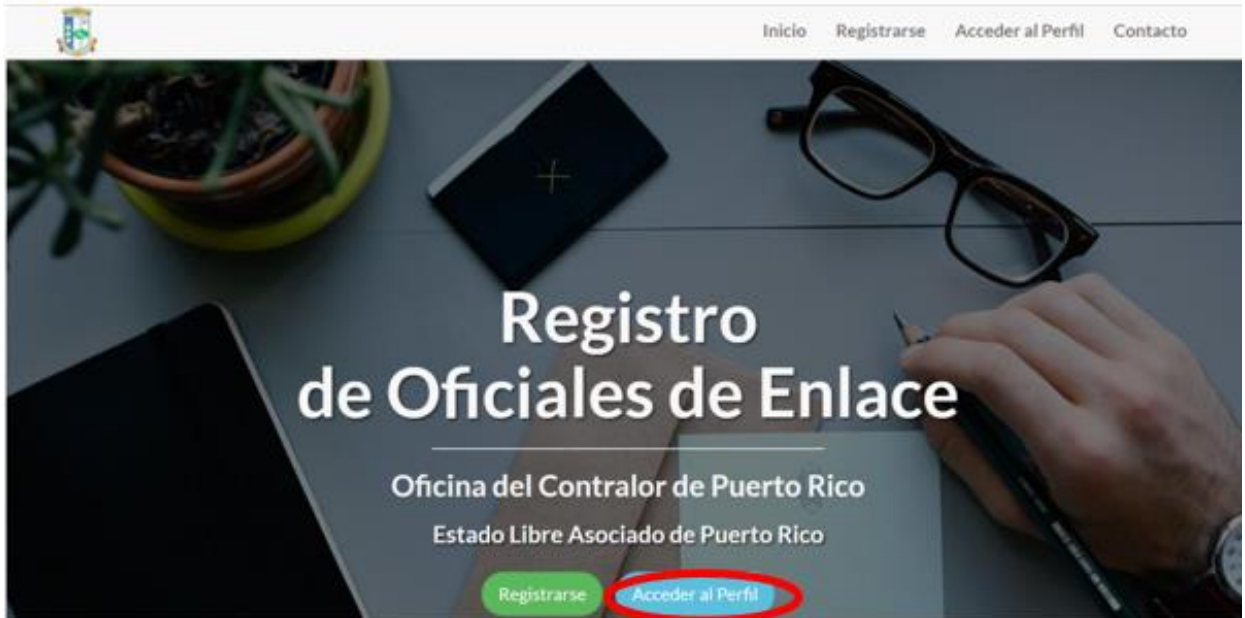 Inicio Registrarse Acceder al Perfil Contacto
Registro
de Oficiales de Enlace
Oficina del Contralor de Puerto Rico
Estado Libre Asociado de Puerto Rico
Registrarse Acceder al Perfil